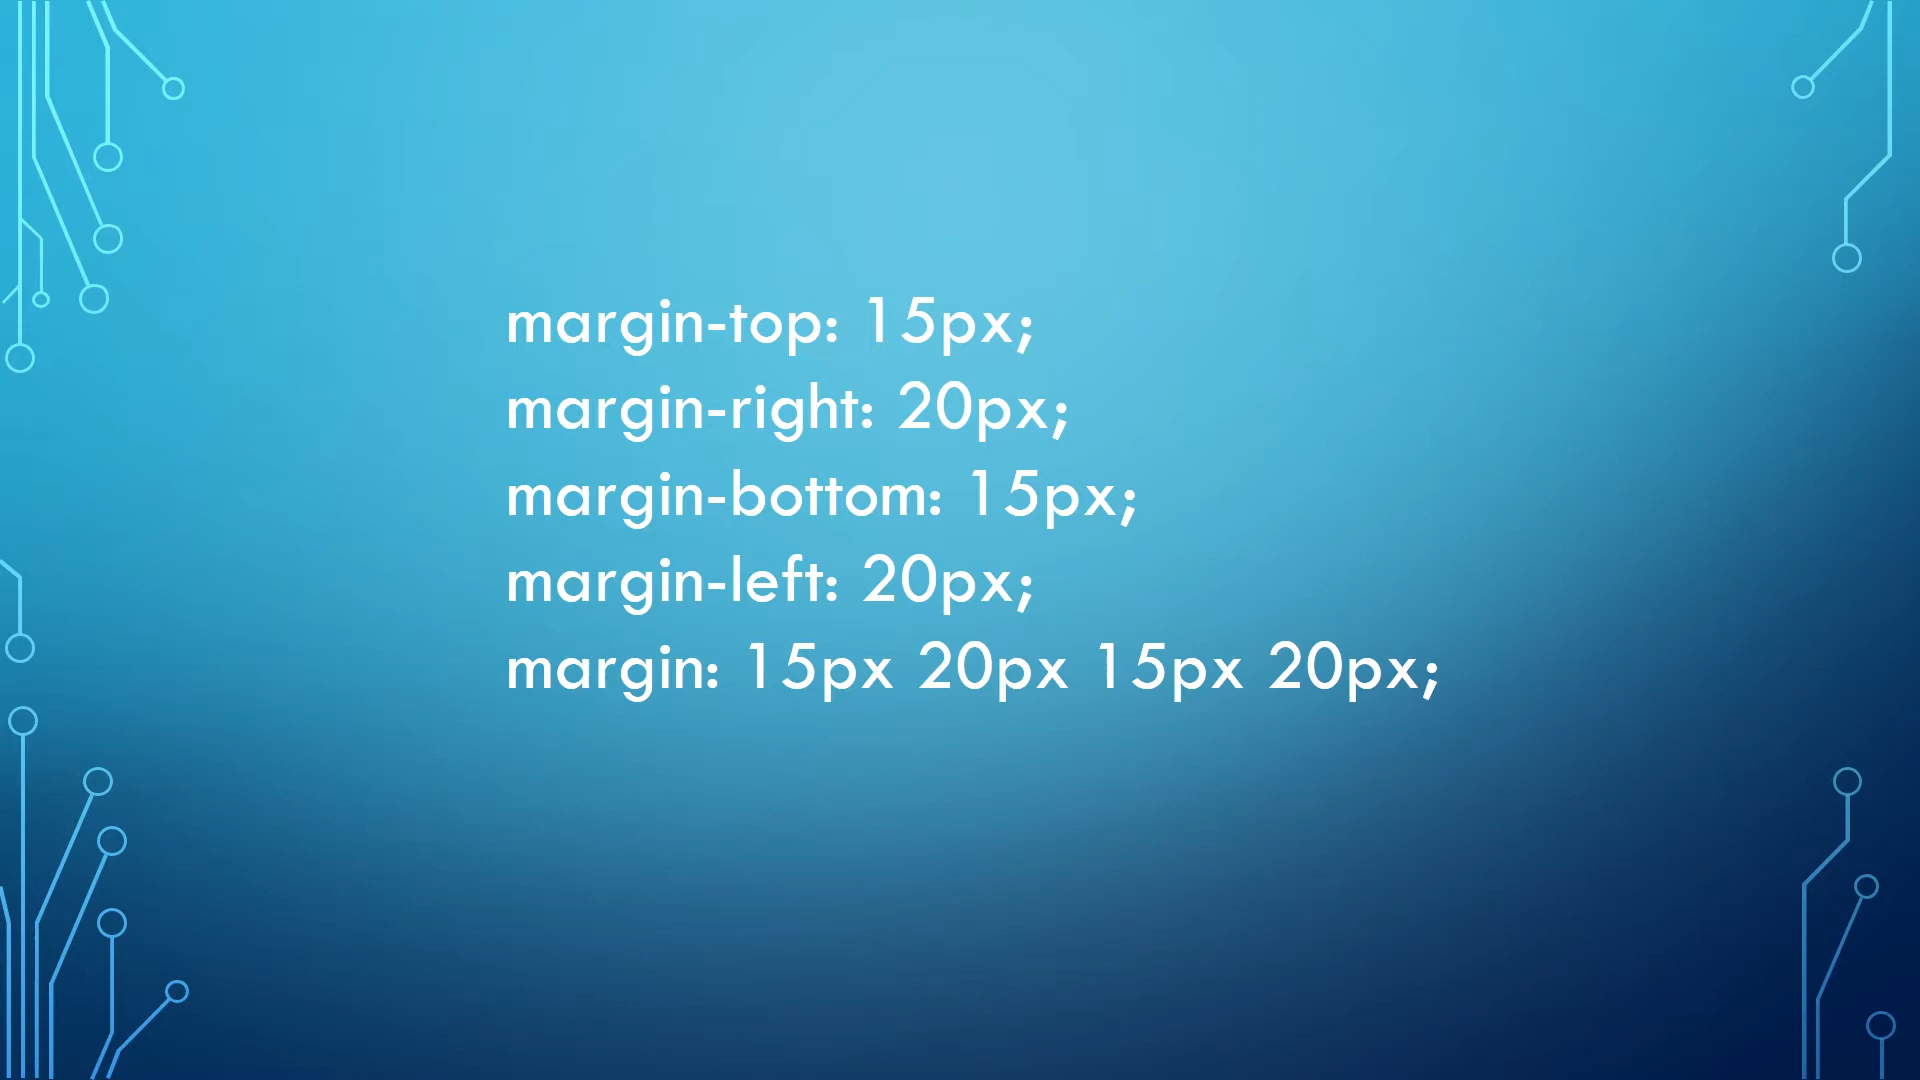 margin-top: 15px;
margin-right: 20px;
margin-bottom: 15px;
margin-left: 20px;
margin: 15px 20px 15px 20px;